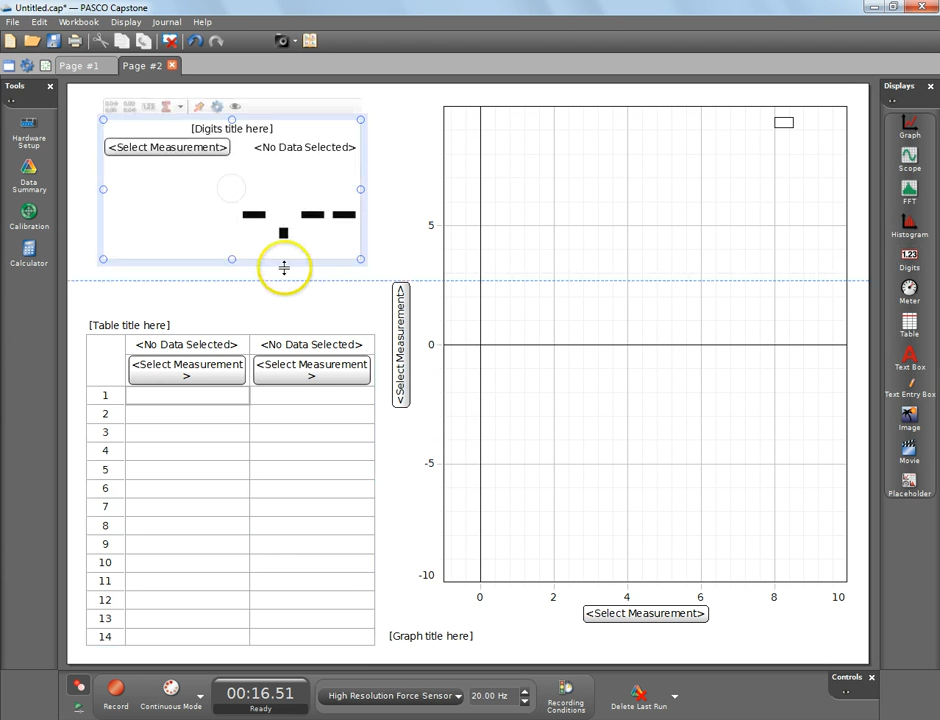 Untitled.cap* — PASCO Capstone
File Edit Workbook Display Journal Help
Page #1 Page #2
Tools
Hardware
Setup
Data
Summary
Calibration
Calculator
1.23
[Digits title here]
<Select Measurement> <No Data Selected>
[Table title here]
<No Data Selected> <No Data Selected>
<Select Measurement
>
<Select Measurement
>
1
2
3
4
5
6
7
8
9
10
11
12
13
14
<Select Measurement>
5
0
-5
-10
0 2 4 6 8 10
<Select Measurement>
[Graph title here]
Displays
Graph
Scope
FFT
Histogram
1.23
Digits
Meter
Table
A
Text Box
Text Entry Box
Image
Movie
Placeholder
Record
Continuous Mode
00:16.51
Ready
High Resolution Force Sensor 20.00 Hz
Recording
Conditions
Delete Last Run
Controls